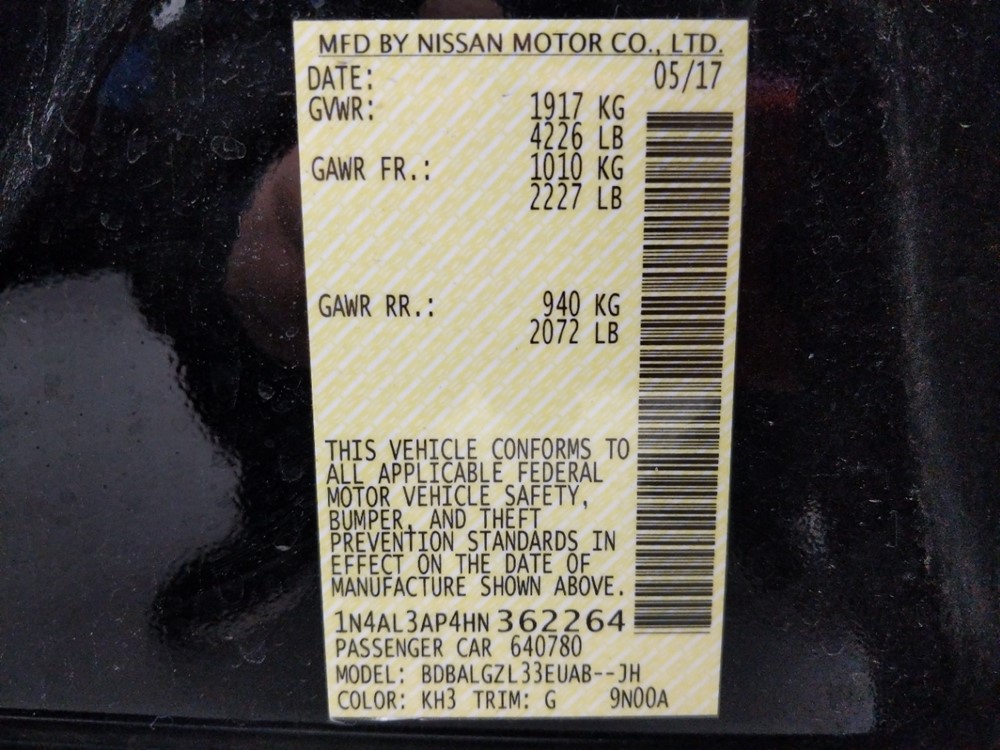 MFD BY NISSAN MOTOR CO., LTD.
DATE: 05/17
GVWR: 1917 KG
4226 LB
GAWR FR.: 1010 KG
2227 LB
GAWR RR.: 940 KG
2072 LB
THIS VEHICLE CONFORMS TO
ALL APPLICABLE FEDERAL
MOTOR VEHICLE SAFETY,
BUMPER, AND THEFT
PREVENTION STANDARDS IN
EFFECT ON THE DATE OF
MANUFACTURE SHOWN ABOVE.
1N4AL3AP4HN 362264
PASSENGER CAR 640780
MODEL: BDBALGZL33EUAB--JH
COLOR: KH3 TRIM: G 9N00A